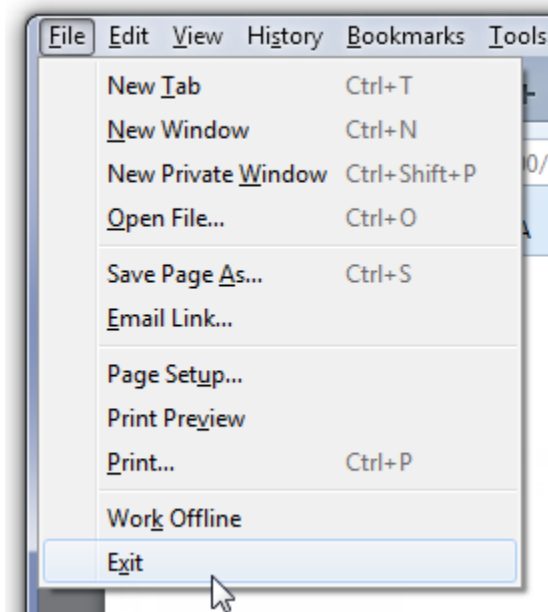 File Edit View History Bookmarks Tools
New Tab Ctrl+T
New Window Ctrl+N
New Private Window Ctrl+Shift+P
Open File... Ctrl+O
Save Page As... Ctrl+S
Email Link...
Page Setup...
Print Preview
Print... Ctrl+P
Work Offline
Exit